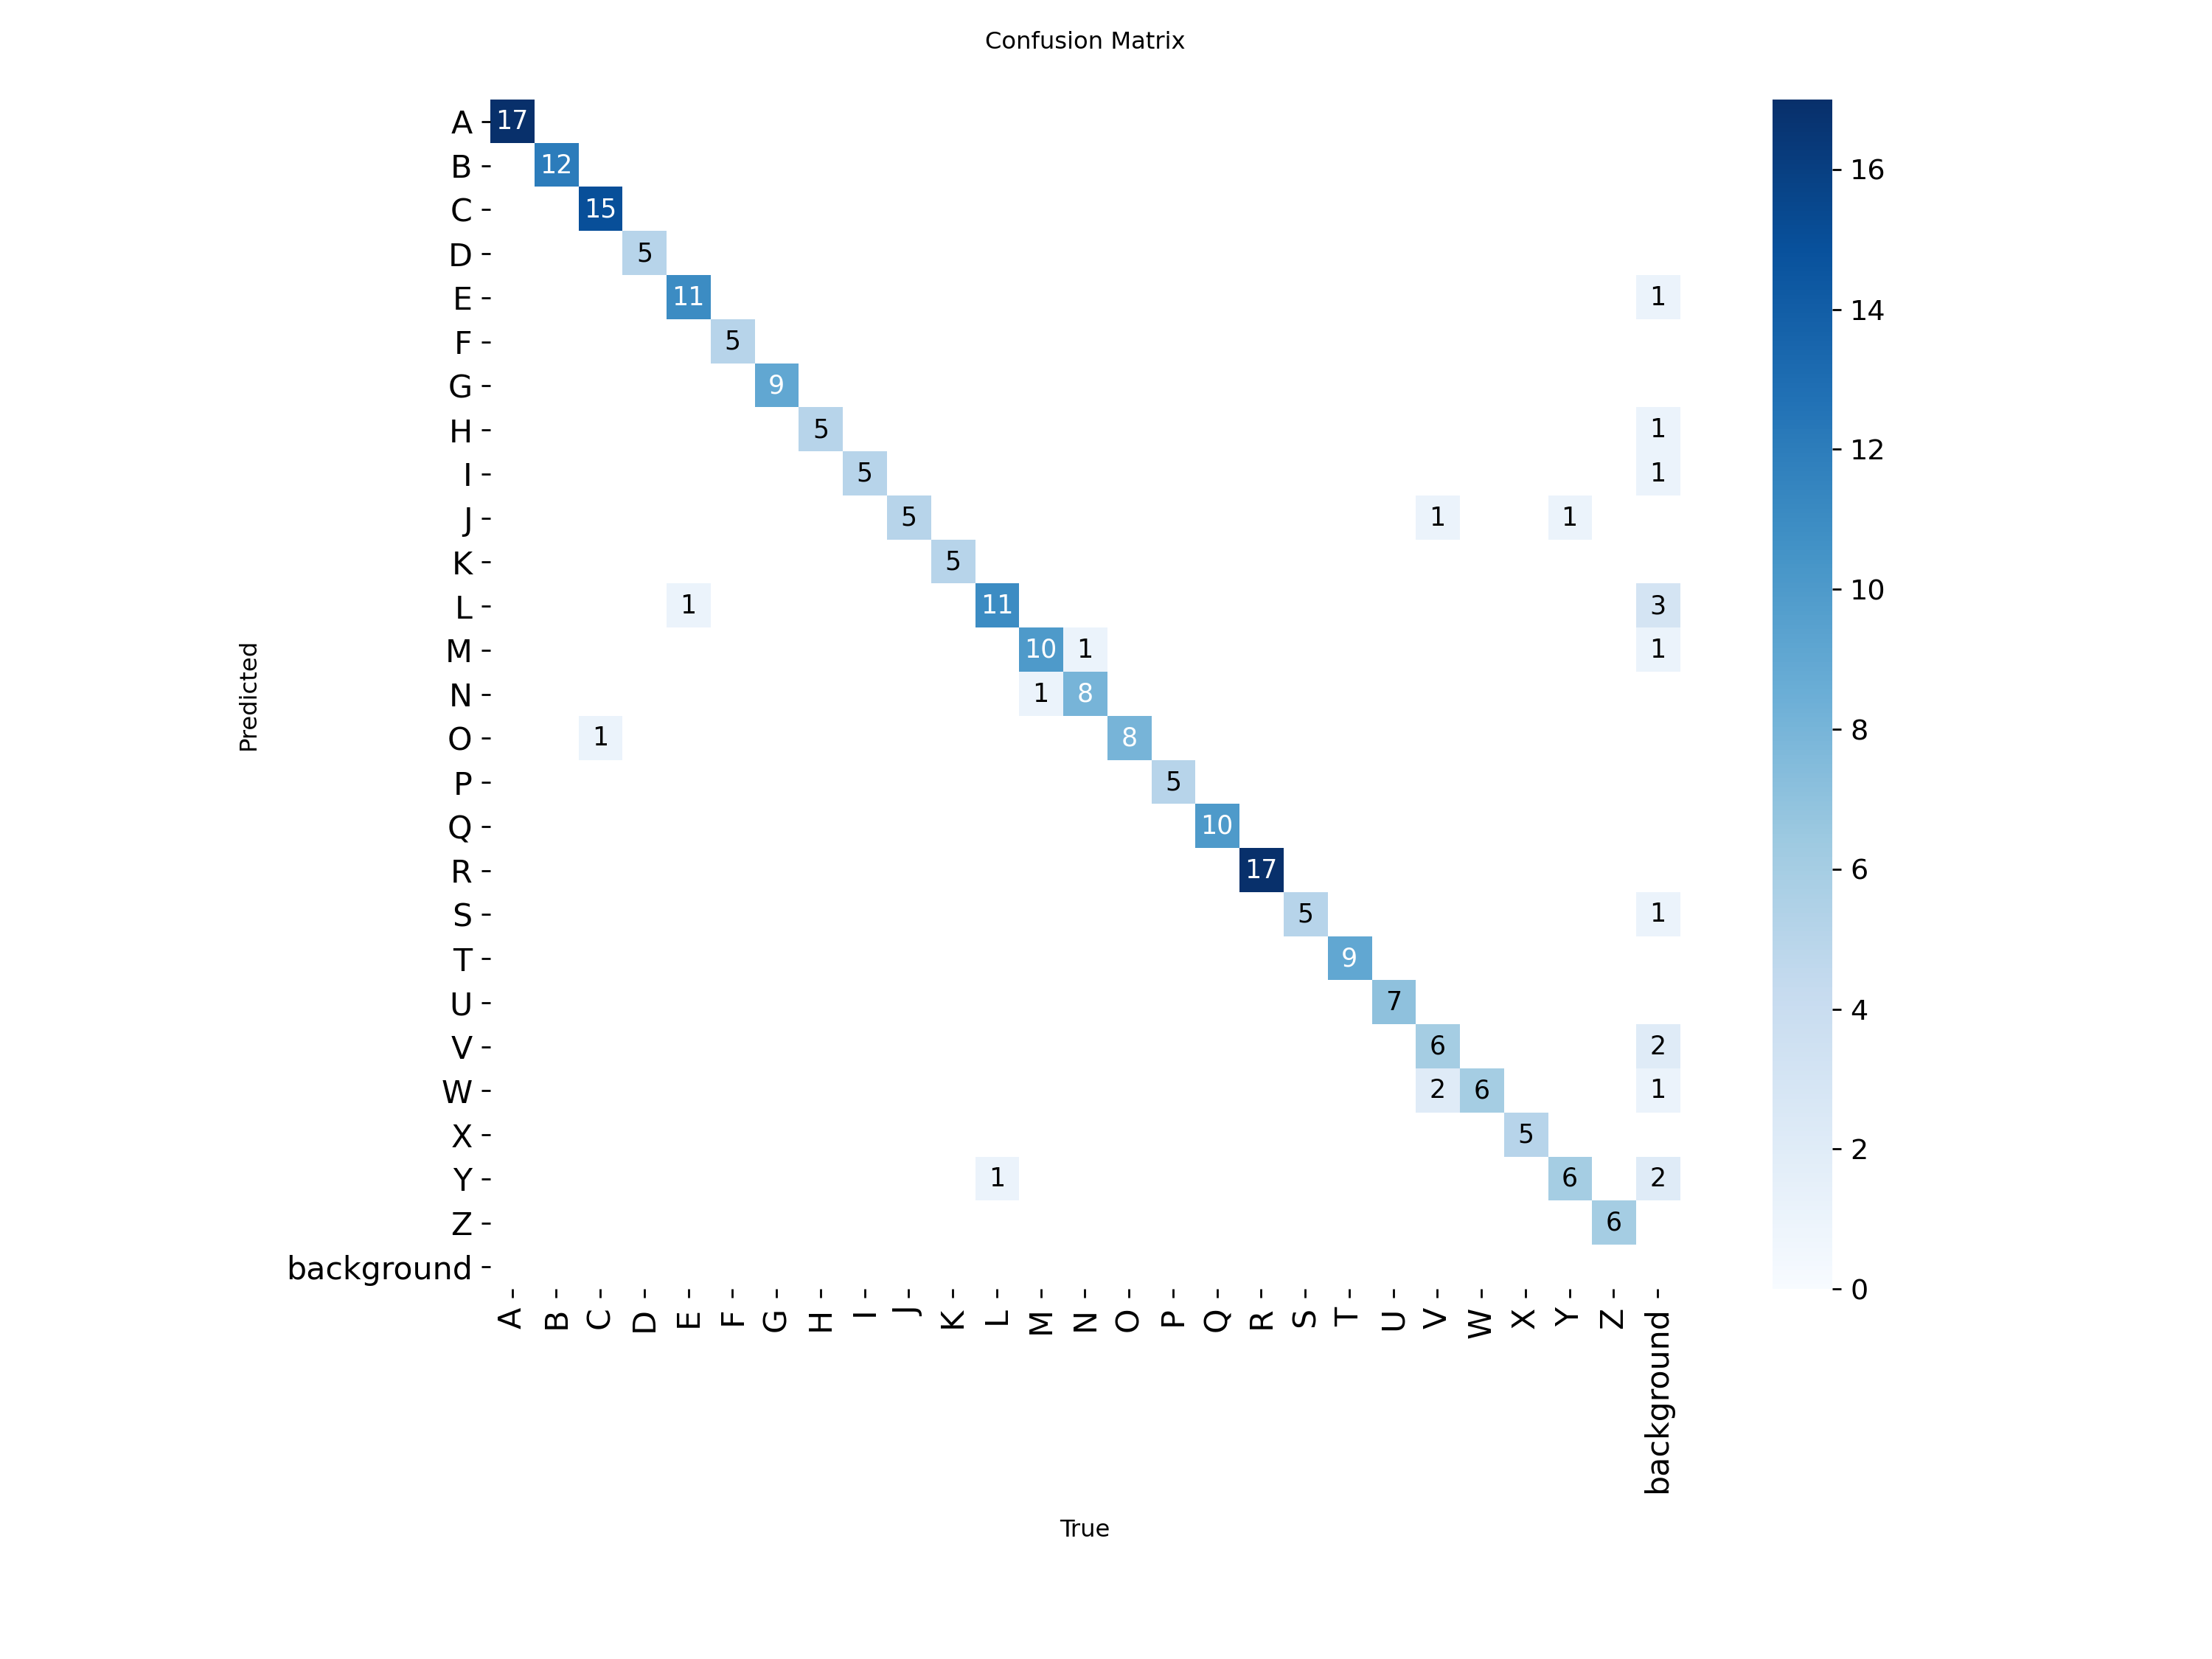 Confusion Matrix
A 17
B 12
C 15
D 5
E 11 1
F 5
G 9
H 5 1
I 5 1
J 5 1 1
K 5
L 1 11 3
M 10 1 1
N 1 8
O 1 8
P 5
Q 10
R 17
S 5 1
T 9
U 7
V 6 2
W 2 6 1
X 5
Y 1 6 2
Z 6
background
A B C D E F G H I J K L M N O P Q R S T U V W X Y Z background
Predicted
True
16
14
12
10
8
6
4
2
0